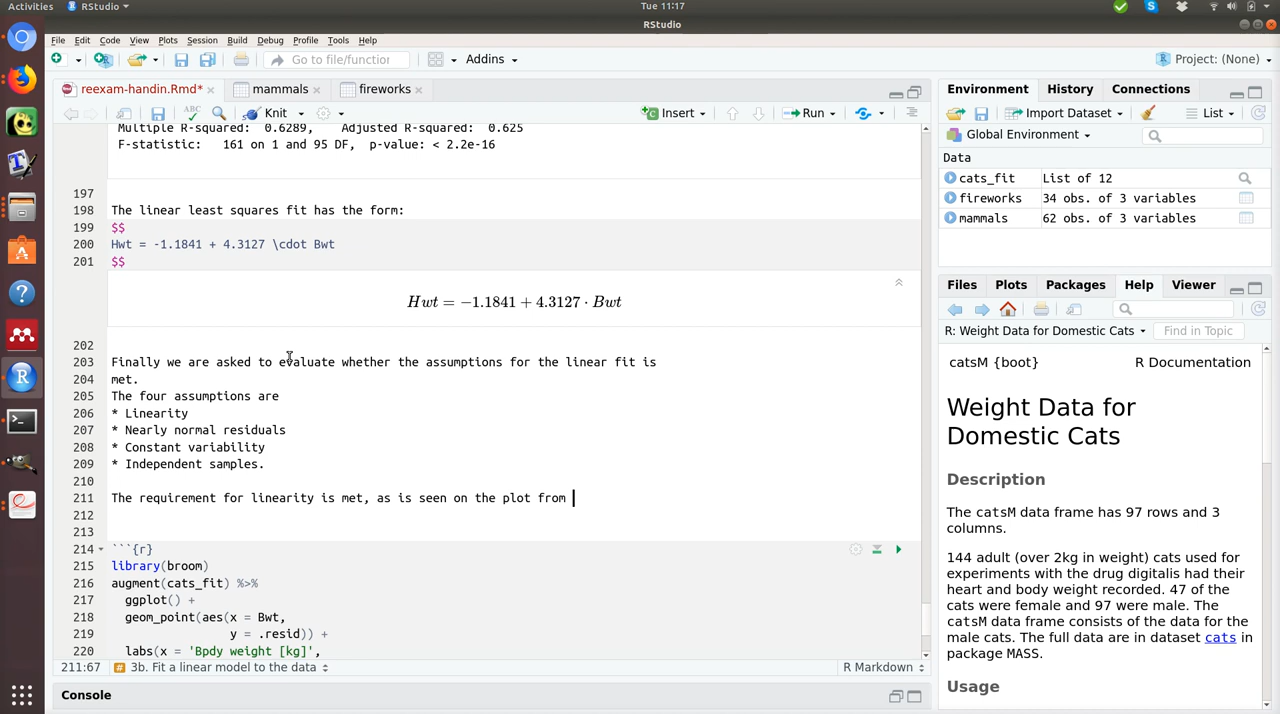 Activities
RStudio
Tue 11:17
RStudio
File Edit Code View Plots Session Build Debug Profile Tools Help
Go to file/function
Addins
Project: (None)
reexam-handin.Rmd*
mammals
fireworks
ABC
Knit
Insert
Run
Multiple R-squared:  0.6289,	Adjusted R-squared:  0.625
F-statistic:   161 on 1 and 95 DF,  p-value: < 2.2e-16
197
198 The linear least squares fit has the form:
199 $$
200 Hwt = -1.1841 + 4.3127 \cdot Bwt
201 $$
Hwt = −1.1841 + 4.3127 · Bwt
202
203 Finally we are asked to evaluate whether the assumptions for the linear fit is
204 met.
205 The four assumptions are
206 * Linearity
207 * Nearly normal residuals
208 * Constant variability
209 * Independent samples.
210
211 The requirement for linearity is met, as is seen on the plot from
212
213
214 ```{r}
215 library(broom)
216 augment(cats_fit) %>%
217   ggplot() +
218   geom_point(aes(x = Bwt,
219                  y = .resid)) +
220   labs(x = 'Bpdy weight [kg]',
211:67
3b. Fit a linear model to the data
R Markdown
Console
Environment History Connections
Import Dataset
List
Global Environment
Data
cats_fit List of 12
fireworks 34 obs. of 3 variables
mammals 62 obs. of 3 variables
Files Plots Packages Help Viewer
R: Weight Data for Domestic Cats
Find in Topic
catsM {boot} R Documentation
Weight Data for
Domestic Cats
Description
The catsM data frame has 97 rows and 3
columns.
144 adult (over 2kg in weight) cats used for
experiments with the drug digitalis had their
heart and body weight recorded. 47 of the
cats were female and 97 were male. The
catsM data frame consists of the data for the
male cats. The full data are in dataset cats in
package MASS.
Usage